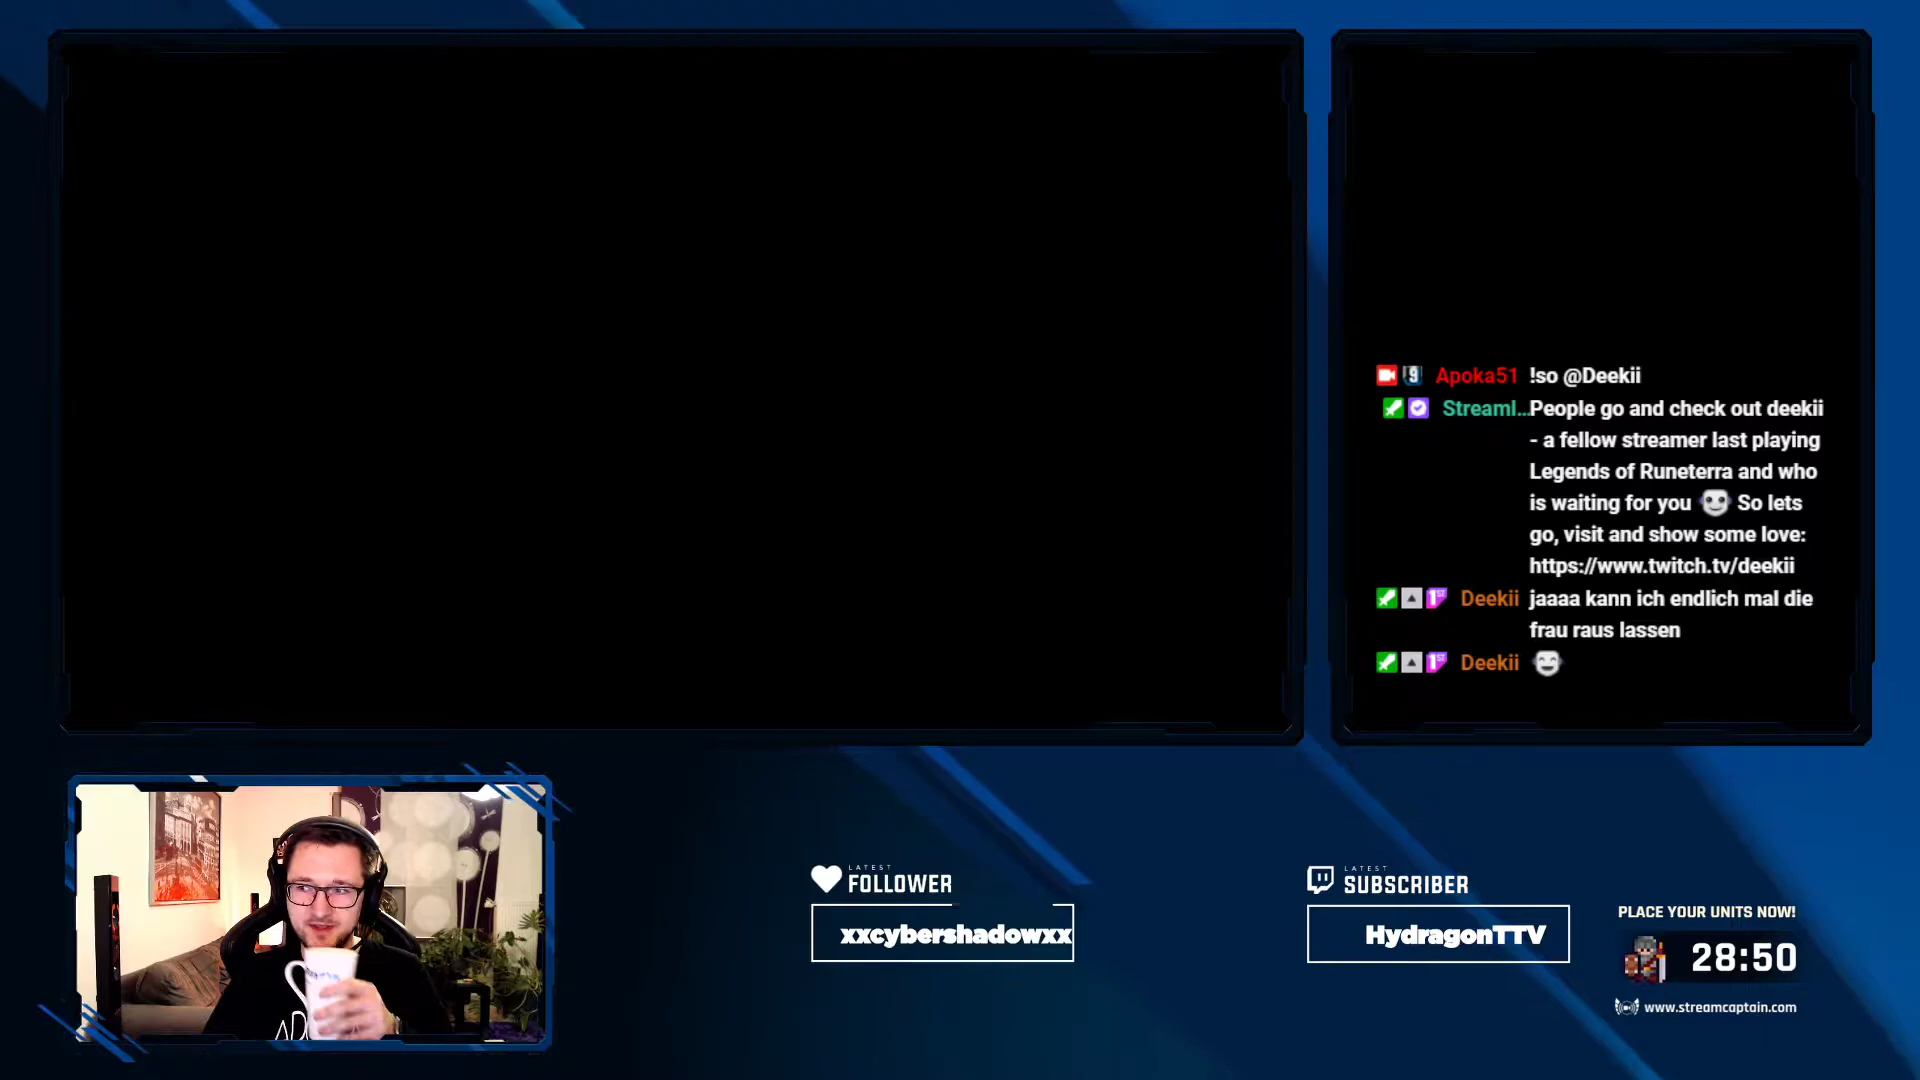 Apoka51 !so @Deekii
Streaml... People go and check out deekii
- a fellow streamer last playing
Legends of Runeterra and who
is waiting for you So lets
go, visit and show some love:
https://www.twitch.tv/deekii
Deekii jaaaa kann ich endlich mal die
frau raus lassen
Deekii
LATEST
FOLLOWER
xxcybershadowxx
LATEST
SUBSCRIBER
HydragonTTV
PLACE YOUR UNITS NOW!
28:50
www.streamcaptain.com